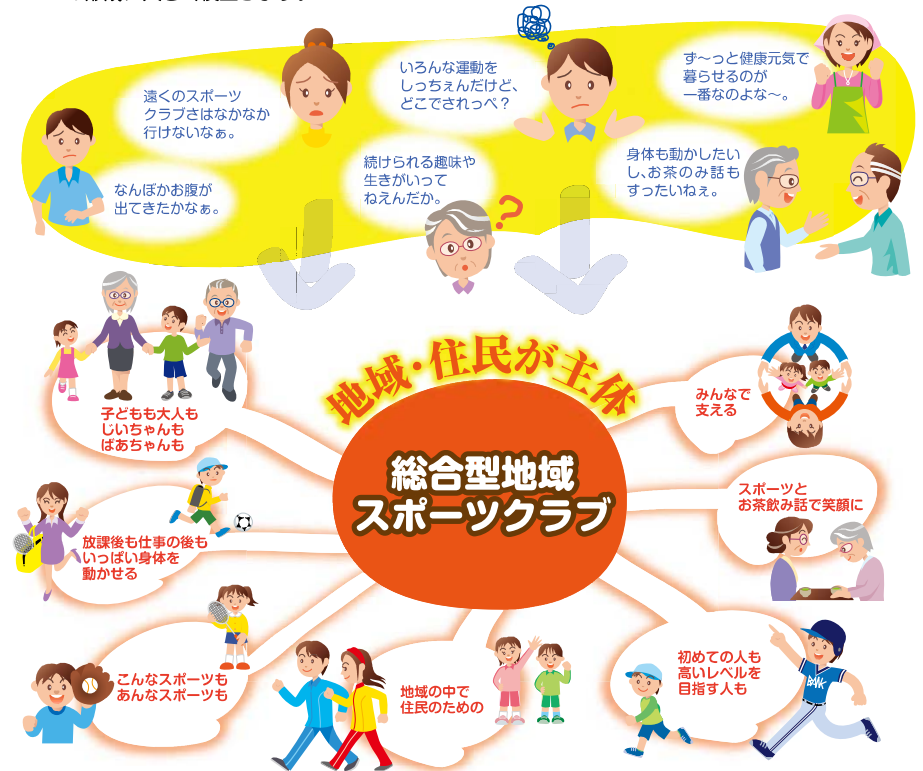 遠くのスポーツ
クラブさはなかなか
行けないなぁ。
いろんな運動を
しっちぇんだけど、
どこでされっぺ？
ず〜っと健康元気で
暮らせるのが
一番なのよな〜。
なんぼかお腹が
出てきたかなぁ。
続けられる趣味や
生きがいって
ねえんだか。
身体も動かしたい
し、お茶のみ話も
すったいねぇ。
?
地域・住民が主体
総合型地域
スポーツクラブ
子どもも大人も
じいちゃんも
ばあちゃんも
みんなで
支える
放課後も仕事の後も
いっぱい身体を
動かせる
スポーツと
お茶飲み話で笑顔に
こんなスポーツも
あんなスポーツも
地域の中で
住民のための
初めての人も
高いレベルを
目指す人も
BANK